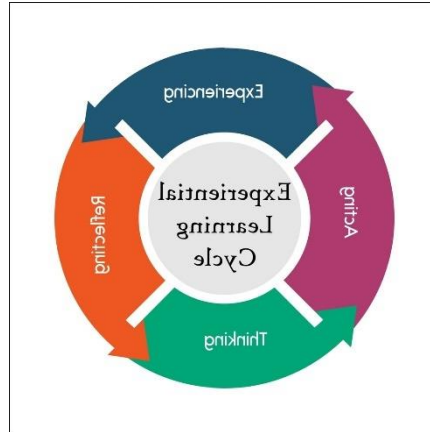 Experiencing
Acting
Experiential
Learning
Cycle
Reflecting
Thinking